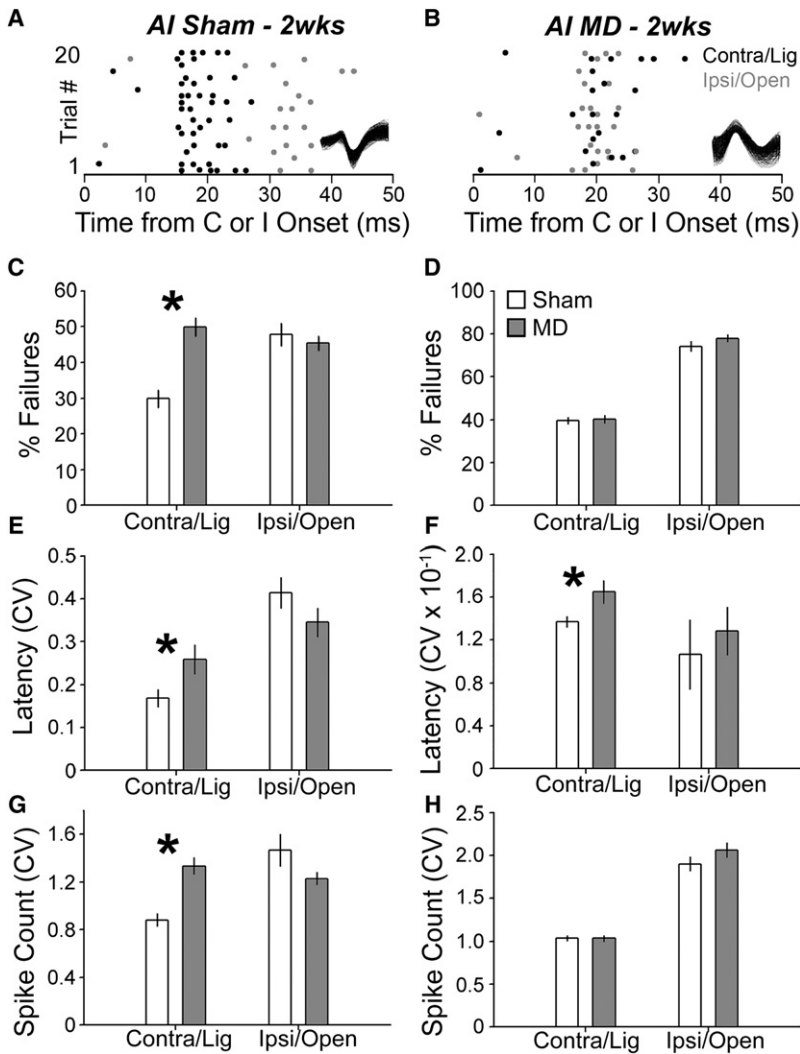 A
AI Sham - 2wks
20
Trial #
1
0 10 20 30 40 50
Time from C or I Onset (ms)
B
AI MD - 2wks
Contra/Lig
Ipsi/Open
0 10 20 30 40 50
Time from C or I Onset (ms)
C
60
50
40
30
20
10
0
% Failures
*
Contra/Lig Ipsi/Open
D
100
80
60
40
20
0
% Failures
Sham
MD
Contra/Lig Ipsi/Open
E
0.5
0.4
0.3
0.2
0.1
0
Latency (CV)
*
Contra/Lig Ipsi/Open
F
2.0
1.6
1.2
0.8
0.4
0
Latency (CV x 10⁻¹)
*
Contra/Lig Ipsi/Open
G
1.6
1.2
0.8
0.4
0
Spike Count (CV)
*
Contra/Lig Ipsi/Open
H
2.5
2.0
1.5
1.0
0.5
0
Spike Count (CV)
Contra/Lig Ipsi/Open